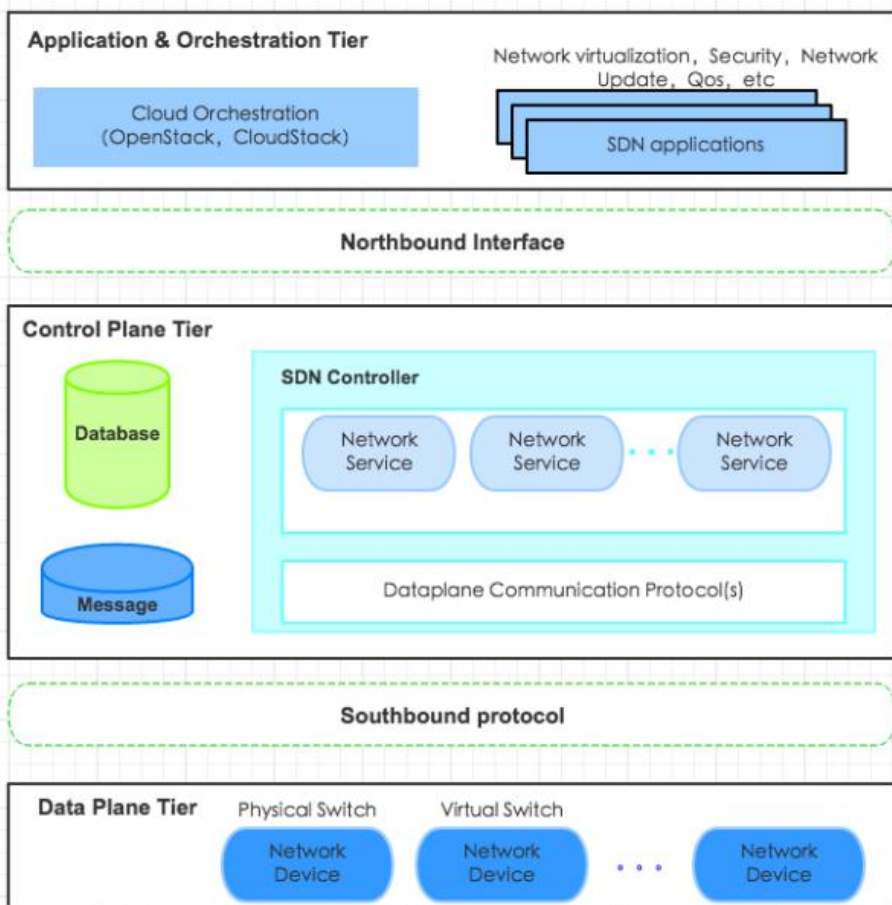 Application & Orchestration Tier
Network virtualization, Security, Network
Update, Qos, etc
Cloud Orchestration
(OpenStack, CloudStack)
SDN applications
Northbound Interface
Control Plane Tier
Database
Message
SDN Controller
Network
Service
Network
Service
Network
Service
Dataplane Communication Protocol(s)
Southbound protocol
Data Plane Tier
Physical Switch
Virtual Switch
Network
Device
Network
Device
Network
Device